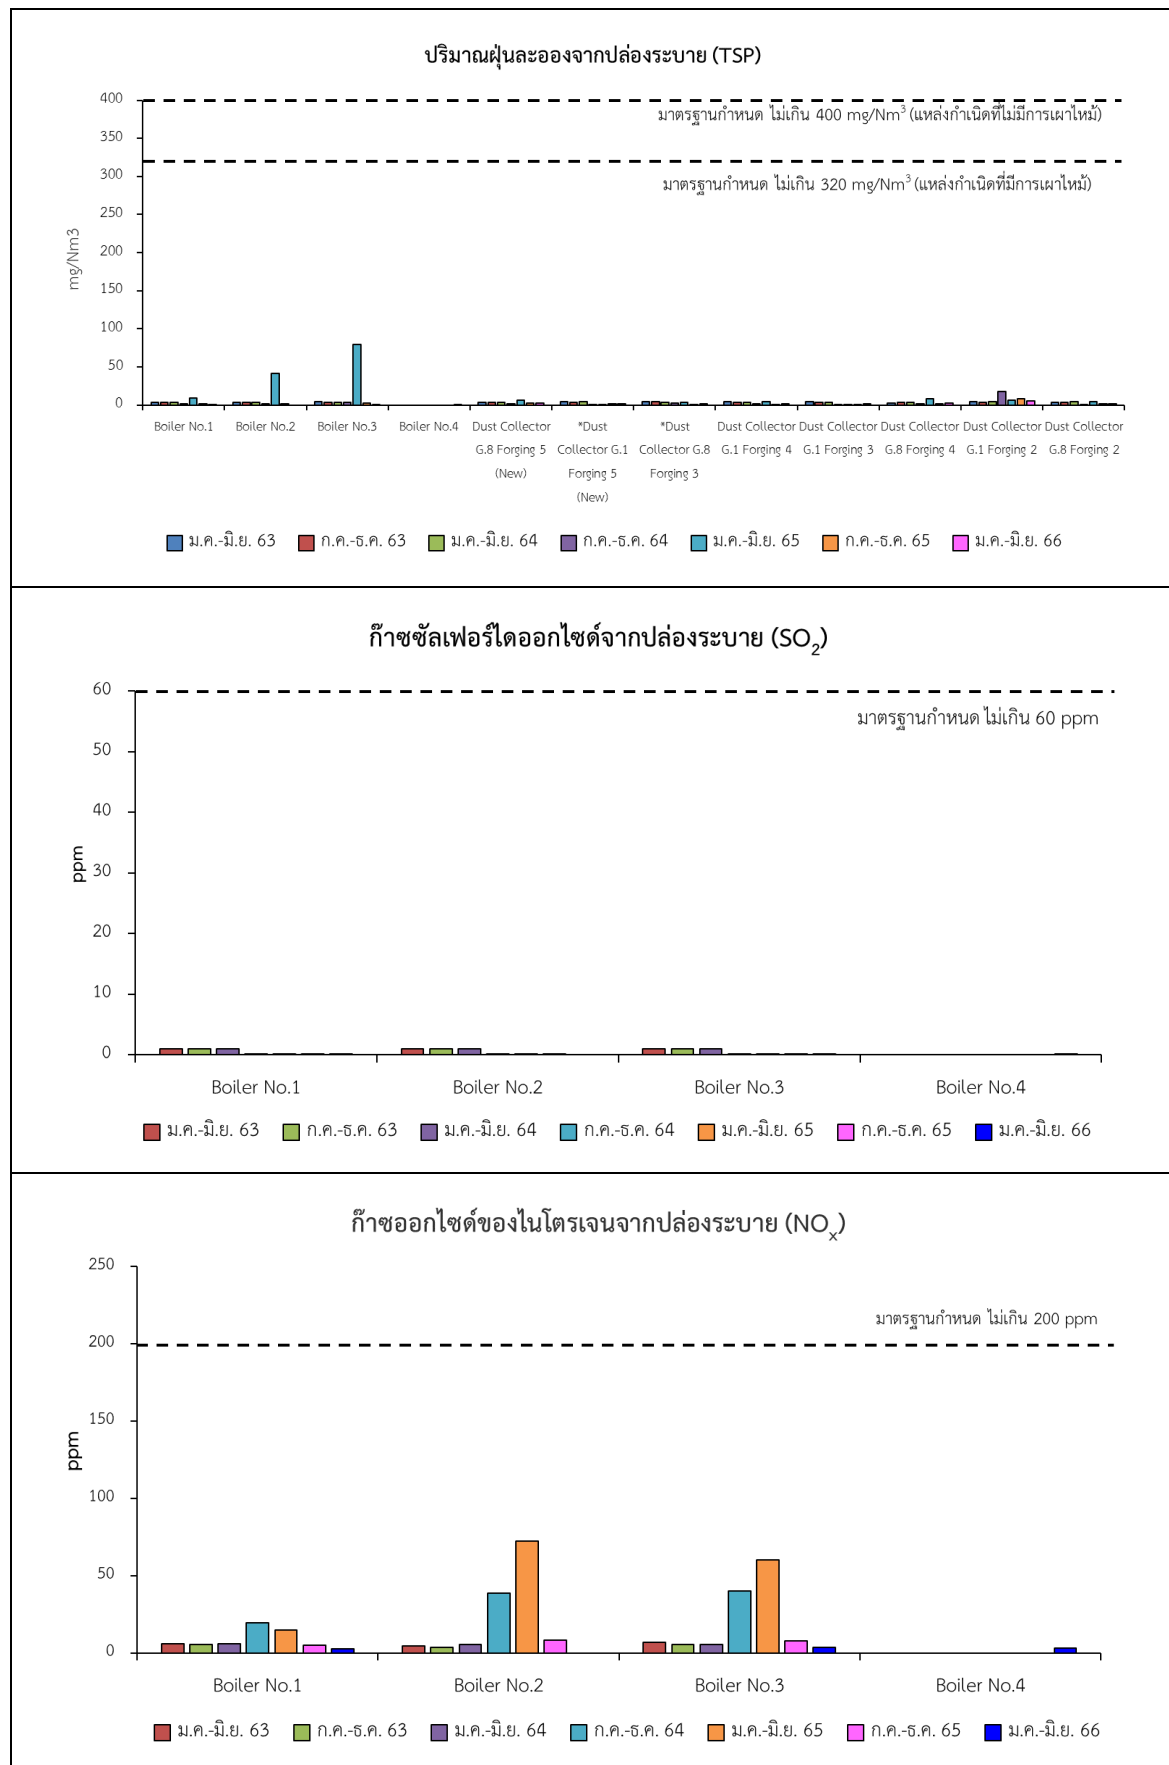 ปริมาณฝุ่นละอองจากปล่องระบาย (TSP)
400
มาตรฐานกำหนด ไม่เกิน 400 mg/Nm³ (แหล่งกำเนิดที่ไม่มีการเผาไหม้)
350
มาตรฐานกำหนด ไม่เกิน 320 mg/Nm³ (แหล่งกำเนิดที่มีการเผาไหม้)
300
250
200
150
100
50
0
mg/Nm3
Boiler No.1
Boiler No.2
Boiler No.3
Boiler No.4
Dust Collector G.8 Forging 5 (New)
*Dust Collector G.1 Forging 5 (New)
*Dust Collector G.8 Forging 3
Dust Collector G.1 Forging 4
Dust Collector G.1 Forging 3
Dust Collector G.8 Forging 4
Dust Collector G.1 Forging 2
Dust Collector G.8 Forging 2
ม.ค.-มิ.ย. 63 ก.ค.-ธ.ค. 63 ม.ค.-มิ.ย. 64 ก.ค.-ธ.ค. 64 ม.ค.-มิ.ย. 65 ก.ค.-ธ.ค. 65 ม.ค.-มิ.ย. 66
ก๊าซซัลเฟอร์ไดออกไซด์จากปล่องระบาย (SO₂)
60
มาตรฐานกำหนด ไม่เกิน 60 ppm
50
40
30
20
10
0
ppm
Boiler No.1 Boiler No.2 Boiler No.3 Boiler No.4
ม.ค.-มิ.ย. 63 ก.ค.-ธ.ค. 63 ม.ค.-มิ.ย. 64 ก.ค.-ธ.ค. 64 ม.ค.-มิ.ย. 65 ก.ค.-ธ.ค. 65 ม.ค.-มิ.ย. 66
ก๊าซออกไซด์ของไนโตรเจนจากปล่องระบาย (NOₓ)
250
มาตรฐานกำหนด ไม่เกิน 200 ppm
200
150
100
50
0
ppm
Boiler No.1 Boiler No.2 Boiler No.3 Boiler No.4
ม.ค.-มิ.ย. 63 ก.ค.-ธ.ค. 63 ม.ค.-มิ.ย. 64 ก.ค.-ธ.ค. 64 ม.ค.-มิ.ย. 65 ก.ค.-ธ.ค. 65 ม.ค.-มิ.ย. 66